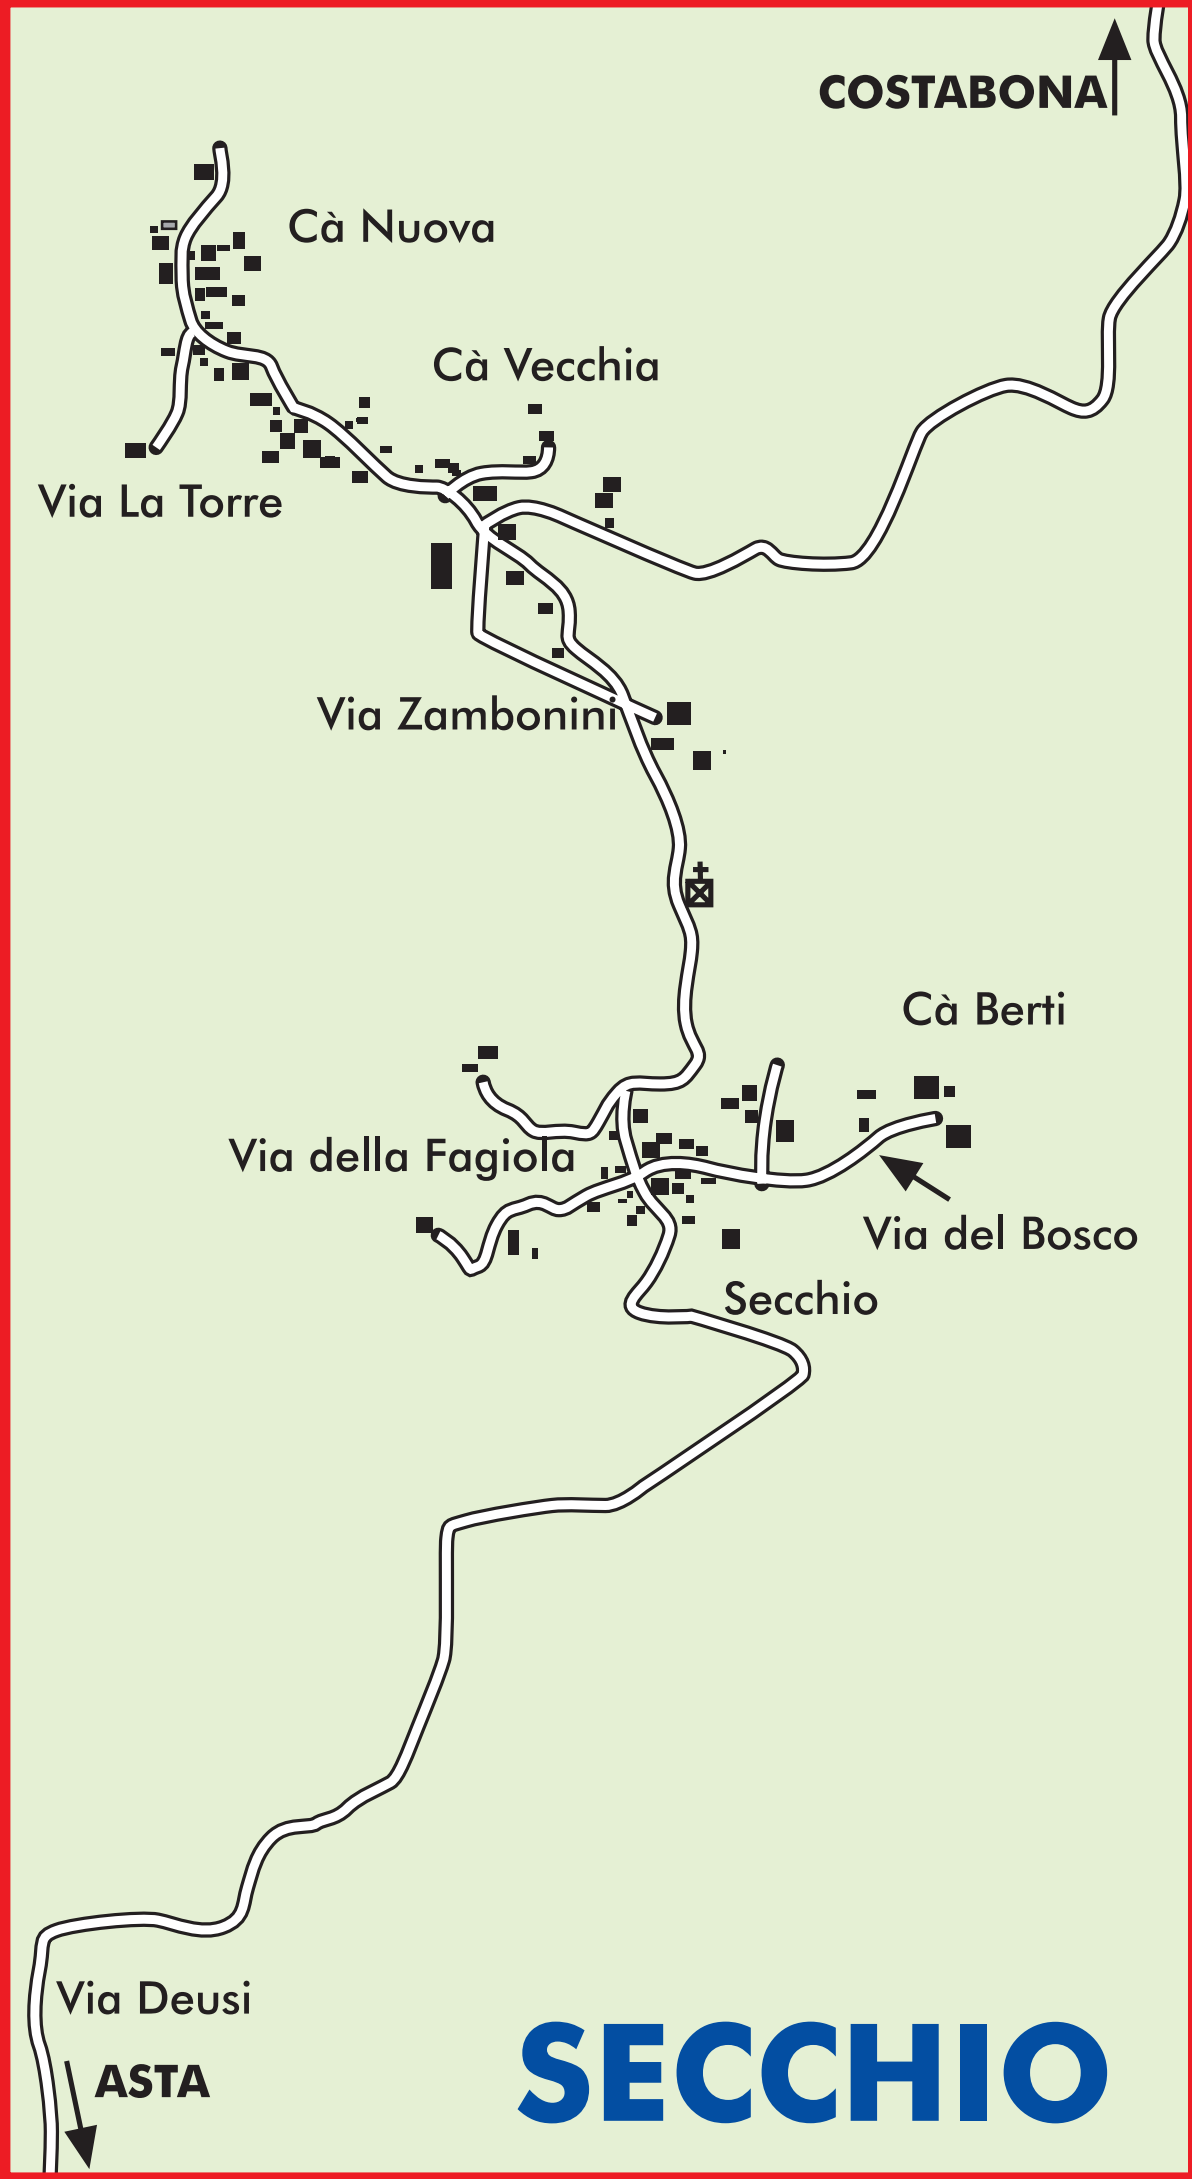 COSTABONA
Cà Nuova
Cà Vecchia
Via La Torre
Via Zambonini
Cà Berti
Via della Fagiola
Via del Bosco
Secchio
Via Deusi
ASTA
SECCHIO